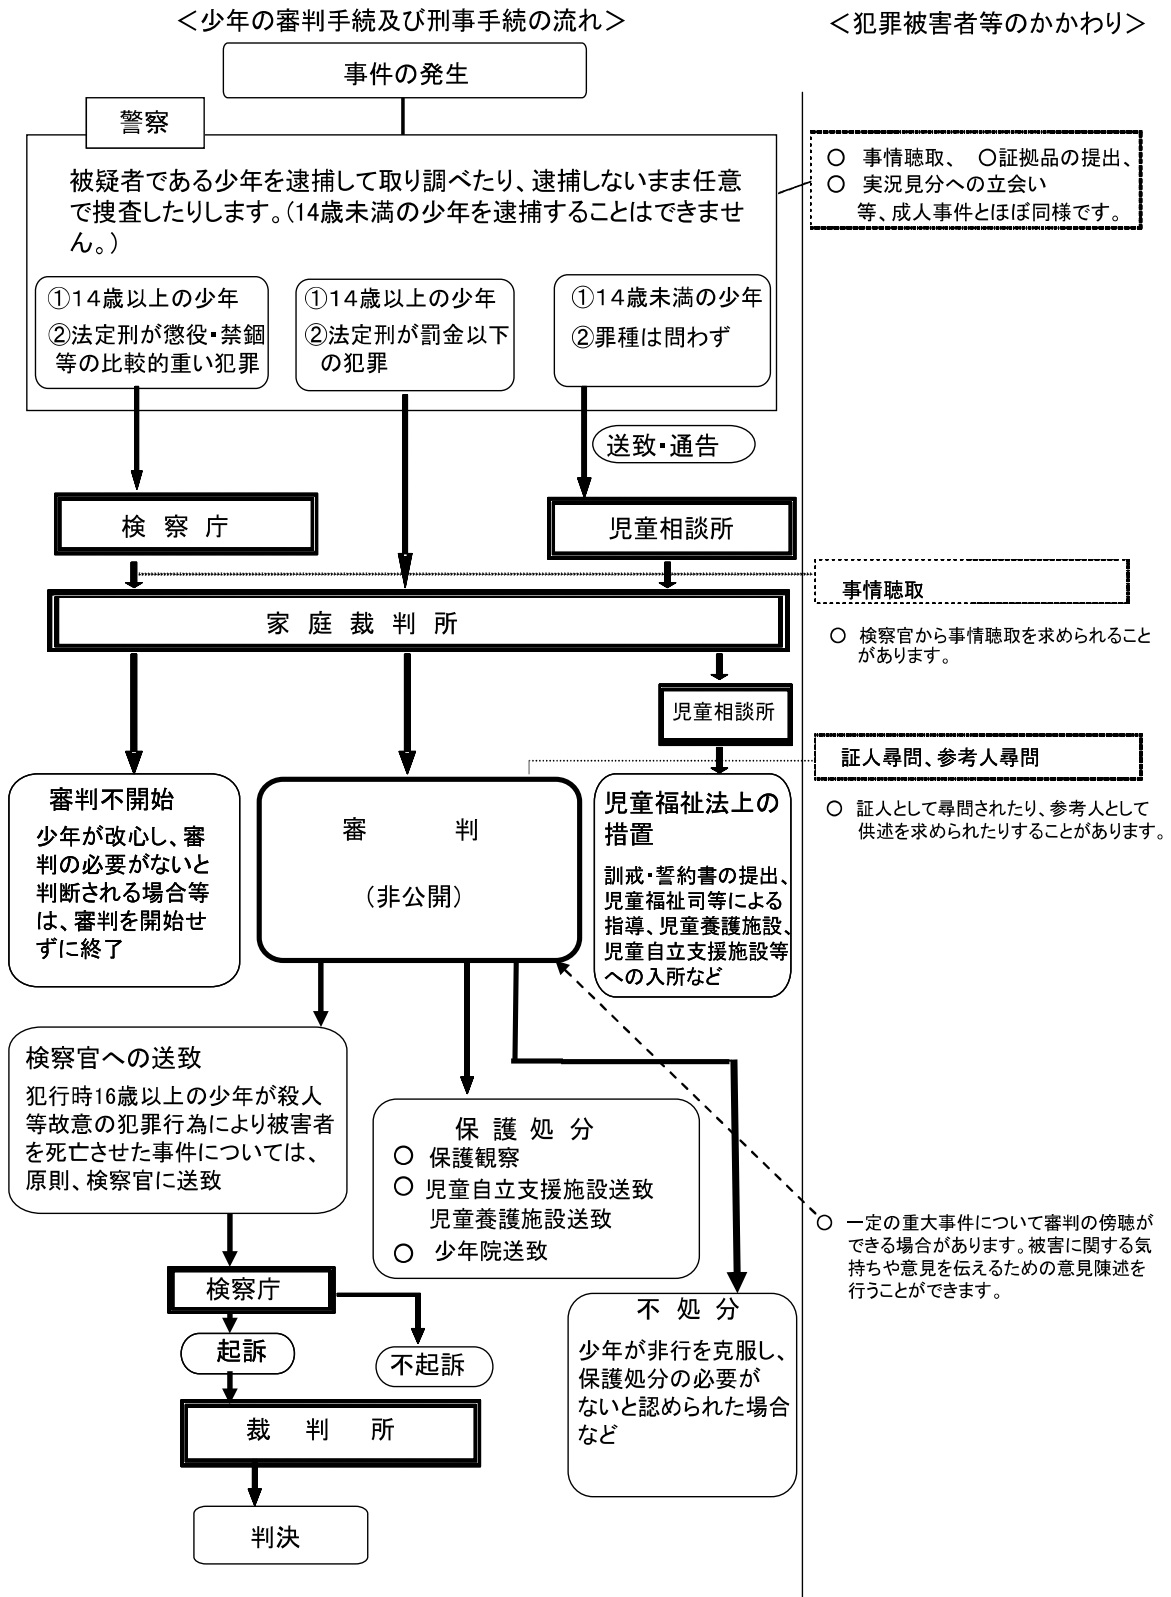 ＜少年の審判手続及び刑事手続の流れ＞
＜犯罪被害者等のかかわり＞
事件の発生
警察
被疑者である少年を逮捕して取り調べたり、逮捕しないまま任意
で捜査したりします。(14歳未満の少年を逮捕することはできませ
ん。)
○ 事情聴取、 ○証拠品の提出、
○ 実況見分への立会い
等、成人事件とほぼ同様です。
①14歳以上の少年
②法定刑が懲役・禁錮
等の比較的重い犯罪
①14歳以上の少年
②法定刑が罰金以下
の犯罪
①14歳未満の少年
②罪種は問わず
送致・通告
検 察 庁
児童相談所
事情聴取
○ 検察官から事情聴取を求められること
があります。
家 庭 裁 判 所
児童相談所
証人尋問、参考人尋問
○ 証人として尋問されたり、参考人として
供述を求められたりすることがあります。
審判不開始
少年が改心し、審
判の必要がないと
判断される場合等
は、審判を開始せ
ずに終了
審 判
(非公開)
児童福祉法上の
措置
訓戒・誓約書の提出、
児童福祉司等による
指導、児童養護施設、
児童自立支援施設等
への入所など
検察官への送致
犯行時16歳以上の少年が殺人
等故意の犯罪行為により被害者
を死亡させた事件については、
原則、検察官に送致
保 護 処 分
○ 保護観察
○ 児童自立支援施設送致
児童養護施設送致
○ 少年院送致
○ 一定の重大事件について審判の傍聴が
できる場合があります。被害に関する気
持ちや意見を伝えるための意見陳述を
行うことができます。
検察庁
起訴
不起訴
不 処 分
少年が非行を克服し、
保護処分の必要が
ないと認められた場合
など
裁 判 所
判決